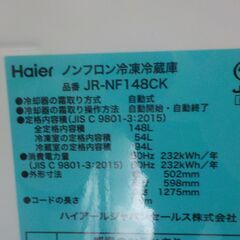 Haier ノンフロン冷凍冷蔵庫
品番 JR-NF148CK
●冷却器の霜取り方式 自動式
●冷却器の霜取り操作方法 自動
●定格内容積(JIS C 9801-3:2015)
全定格内容積 148L
冷凍室の定格内容積 54L
冷蔵室の定格内容積 94L
●消費電力量 50Hz 232kWh/年
(JIS C 9801-3:2015) 60Hz 232kWh/年
●外形寸法 502mm
598mm
1275mm
●コードの長さ
ハイアールジャパンセールス株式会社